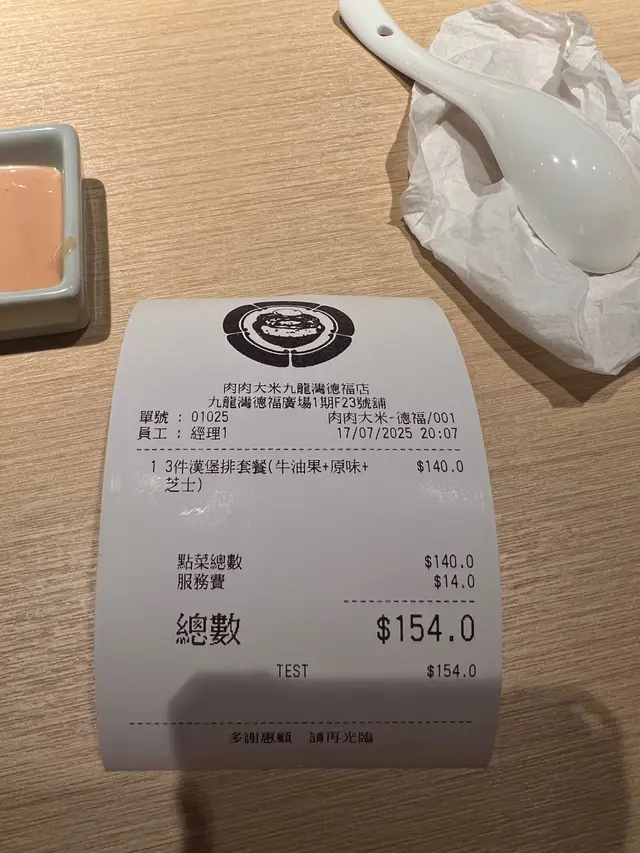 肉肉大米九龍灣德福店
九龍灣德福廣場1期F23號舖
單號 : 01025 肉肉大米-德福/001
員工 : 經理1 17/07/2025 20:07
1 3件漢堡排套餐(牛油果+原味+ $140.0
芝士)
點菜總數 $140.0
服務費 $14.0
總數 $154.0
TEST $154.0
多謝惠顧 請再光臨